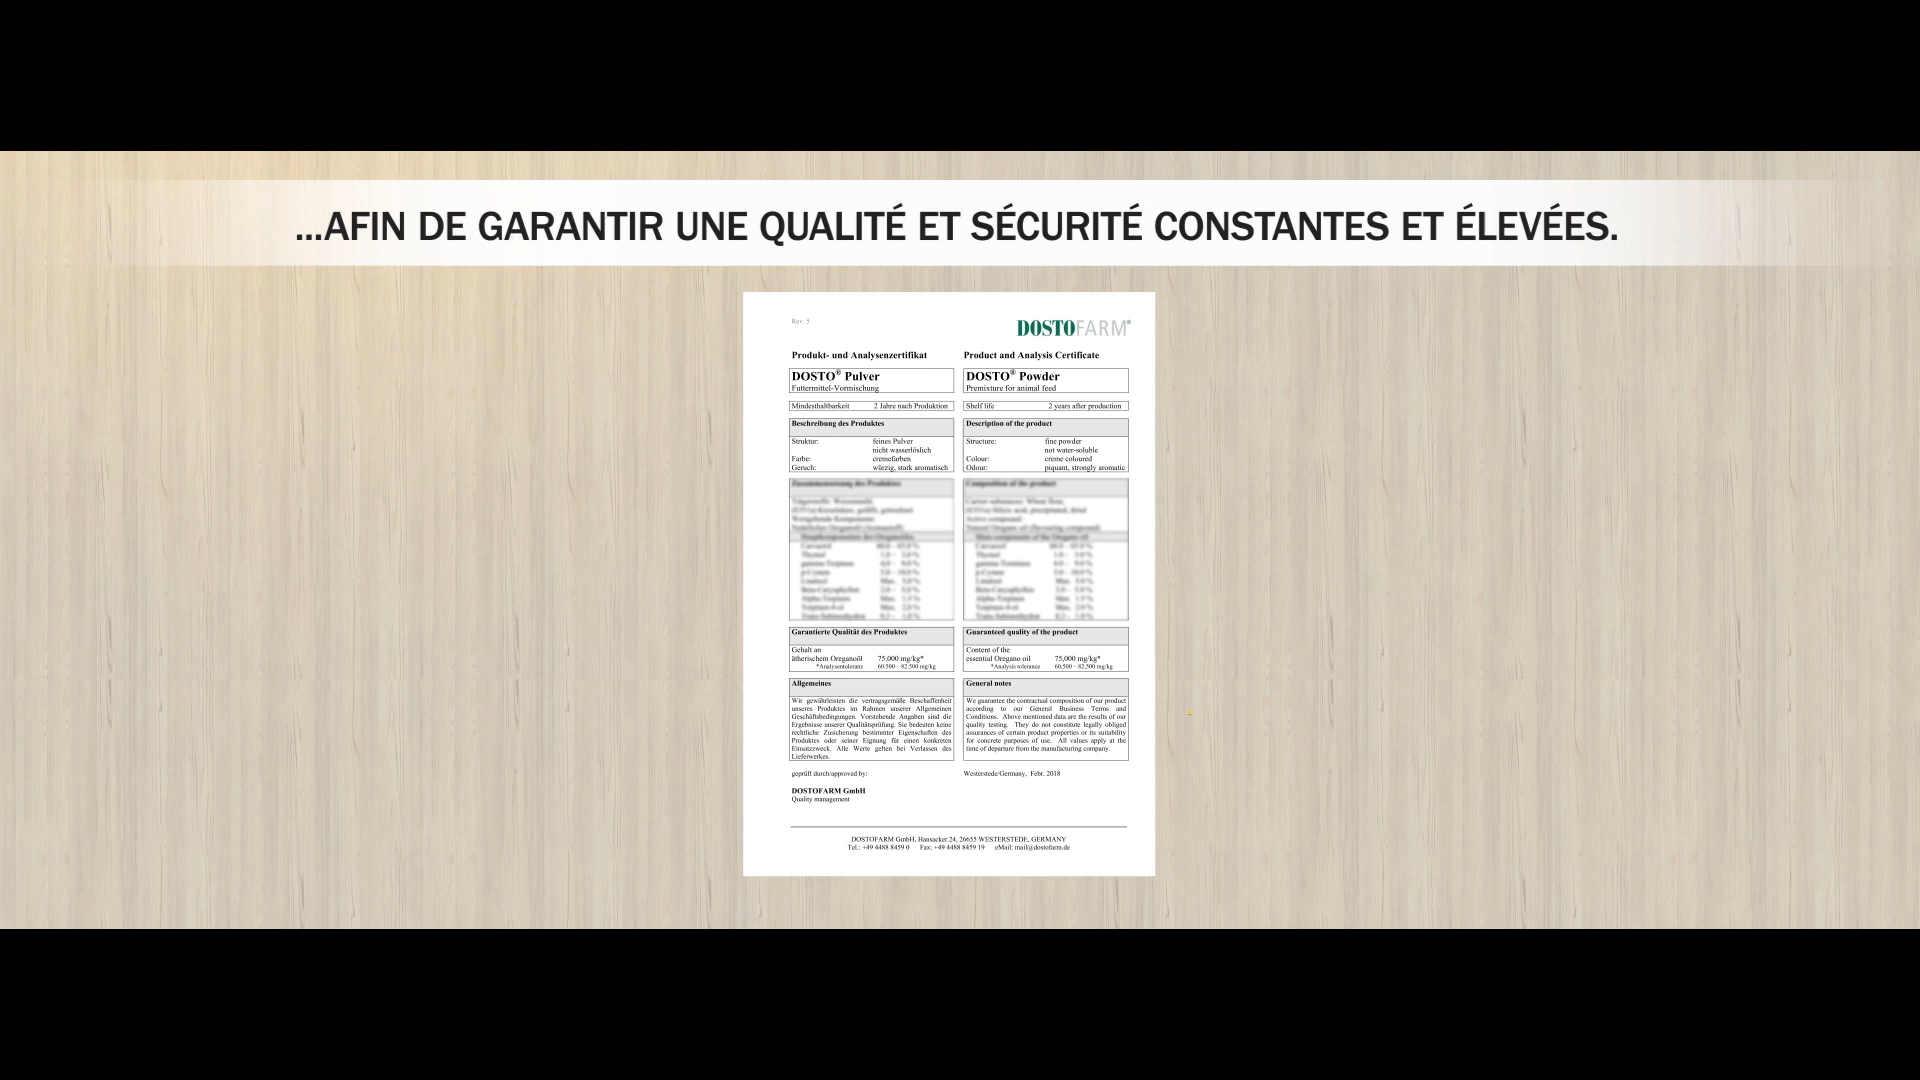 ...AFIN DE GARANTIR UNE QUALITÉ ET SÉCURITÉ CONSTANTES ET ÉLEVÉES.
Rev. 5
DOSTOFARM®
Produkt- und Analysenzertifikat
DOSTO® Pulver
Futtermittel-Vormischung
Mindesthaltbarkeit 2 Jahre nach Produktion
Beschreibung des Produktes
Struktur: feines Pulver
nicht wasserlöslich
Farbe: cremefarben
Geruch: würzig, stark aromatisch
Garantierte Qualität des Produktes
Gehalt an
ätherischem Oreganoöl 75.000 mg/kg*
*Analysentoleranz 60.500 – 82.500 mg/kg
Allgemeines
Wir gewährleisten die vertragsgemäße Beschaffenheit
unseres Produktes im Rahmen unserer Allgemeinen
Geschäftsbedingungen. Vorstehende Angaben sind die
Ergebnisse unserer Qualitätsprüfung. Sie bedeuten keine
rechtliche Zusicherung bestimmter Eigenschaften des
Produktes oder seiner Eignung für einen konkreten
Einsatzzweck. Alle Werte gelten bei Verlassen des
Lieferwerkes.
Product and Analysis Certificate
DOSTO® Powder
Premixture for animal feed
Shelf life 2 years after production
Description of the product
Structure: fine powder
not water-soluble
Colour: creme coloured
Odour: piquant, strongly aromatic
Guaranteed quality of the product
Content of the
essential Oregano oil 75,000 mg/kg*
*Analysis tolerance 60,500 – 82,500 mg/kg
General notes
We guarantee the contractual composition of our product
according to our General Business Terms and
Conditions. Above mentioned data are the results of our
quality testing. They do not constitute legally obliged
assurances of certain product properties or its suitability
for concrete purposes of use. All values apply at the
time of departure from the manufacturing company.
geprüft durch/approved by:
Westerstede/Germany, Febr. 2018
DOSTOFARM GmbH
Quality management
DOSTOFARM GmbH, Hansacker 24, 26655 WESTERSTEDE, GERMANY
Tel.: +49 4488 8459 0 Fax: +49 4488 8459 19 eMail: mail@dostofarm.de